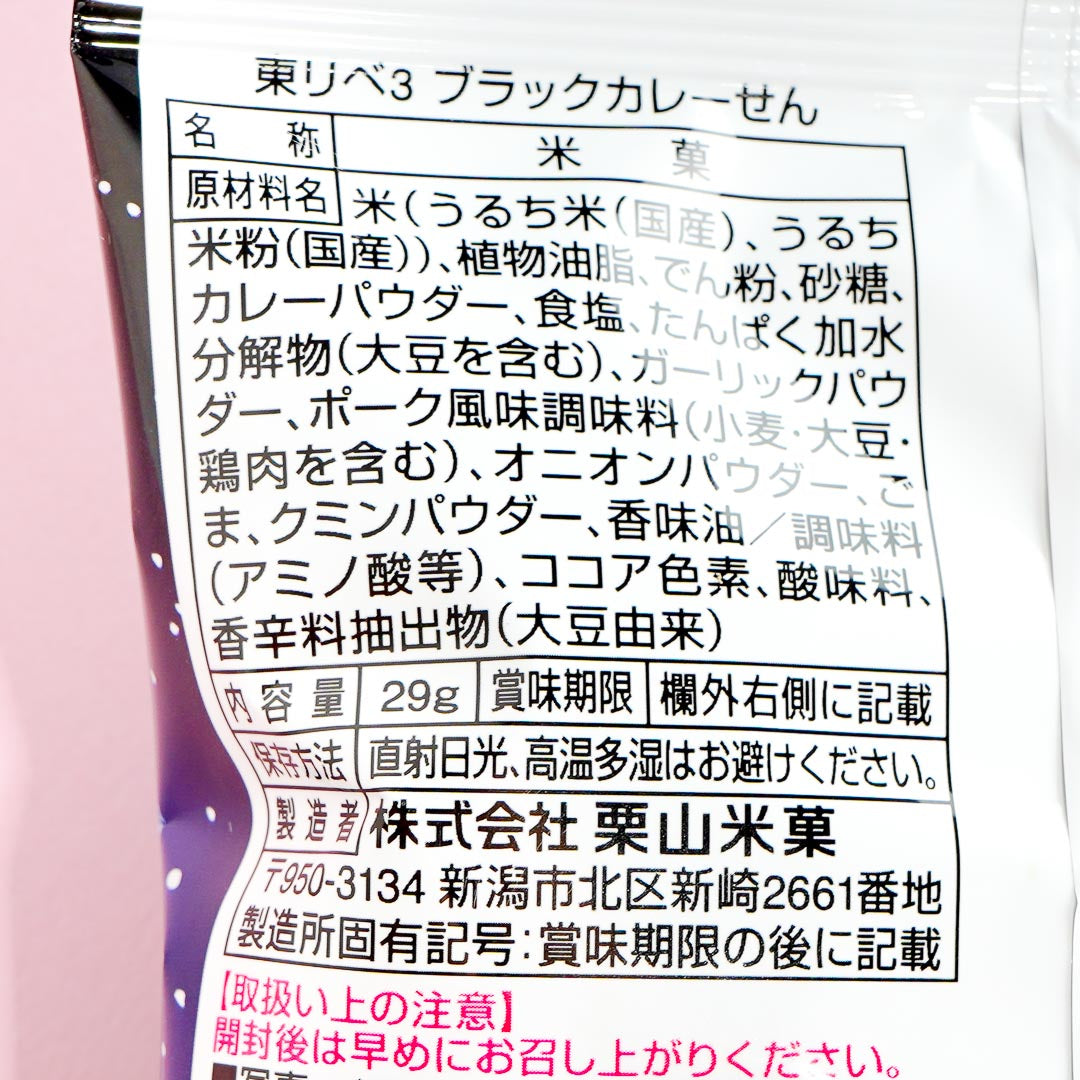 東リべ3 ブラックカレーせん
名称 米菓
原材料名 米(うるち米(国産)、うるち
米粉(国産))、植物油脂、でん粉、砂糖、
カレーパウダー、食塩、たんぱく加水
分解物(大豆を含む)、ガーリックパウ
ダー、ポーク風味調味料(小麦・大豆・
鶏肉を含む)、オニオンパウダー、ご
ま、クミンパウダー、香味油／調味料
(アミノ酸等)、ココア色素、酸味料、
香辛料抽出物(大豆由来)
内容量 29g 賞味期限 欄外右側に記載
保存方法 直射日光、高温多湿はお避けください。
製造者 株式会社 栗山米菓
〒950-3134 新潟市北区新崎2661番地
製造所固有記号:賞味期限の後に記載
【取扱い上の注意】
開封後は早めにお召し上がりください。